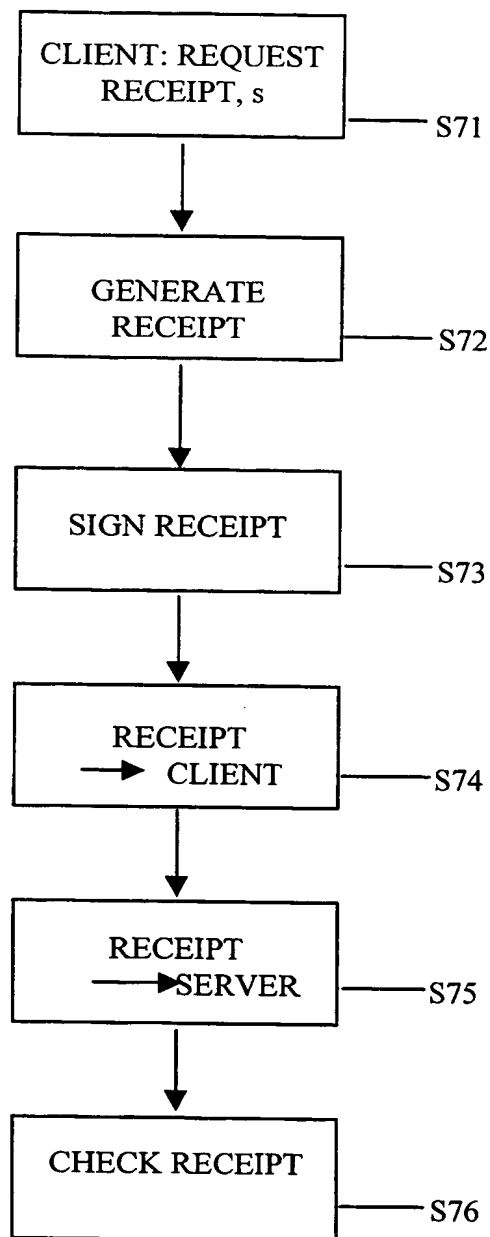 CLIENT: REQUEST
RECEIPT, s
S71
GENERATE
RECEIPT
S72
SIGN RECEIPT
S73
RECEIPT
→ CLIENT
S74
RECEIPT
→SERVER
S75
CHECK RECEIPT
S76